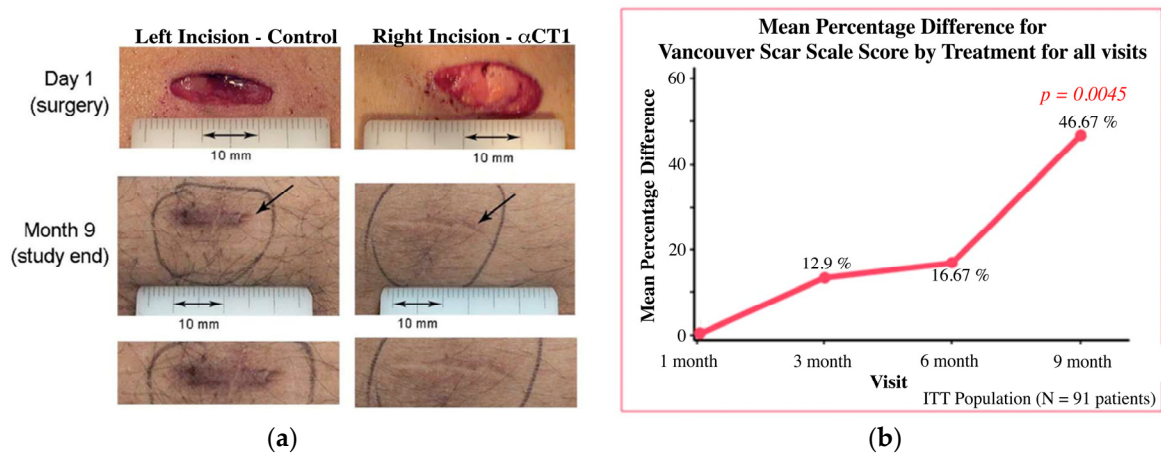 Left Incision - Control
Right Incision - αCT1
Day 1
(surgery)
10 mm
10 mm
Month 9
(study end)
10 mm
10 mm
(a)
Mean Percentage Difference for
Vancouver Scar Scale Score by Treatment for all visits
Mean Percentage Difference
60
40
20
0
p = 0.0045
46.67 %
12.9 %
16.67 %
1 month
3 month
6 month
9 month
Visit
ITT Population (N = 91 patients)
(b)